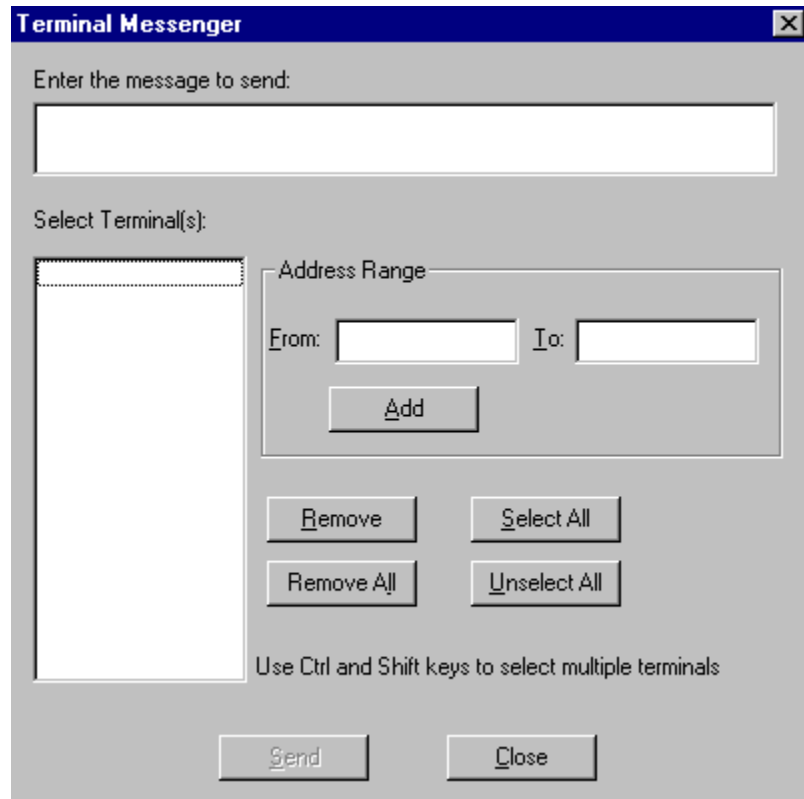 Terminal Messenger
Enter the message to send:
Select Terminal(s):
Address Range
From:
To:
Add
Remove
Select All
Remove All
Unselect All
Use Ctrl and Shift keys to select multiple terminals
Send
Close